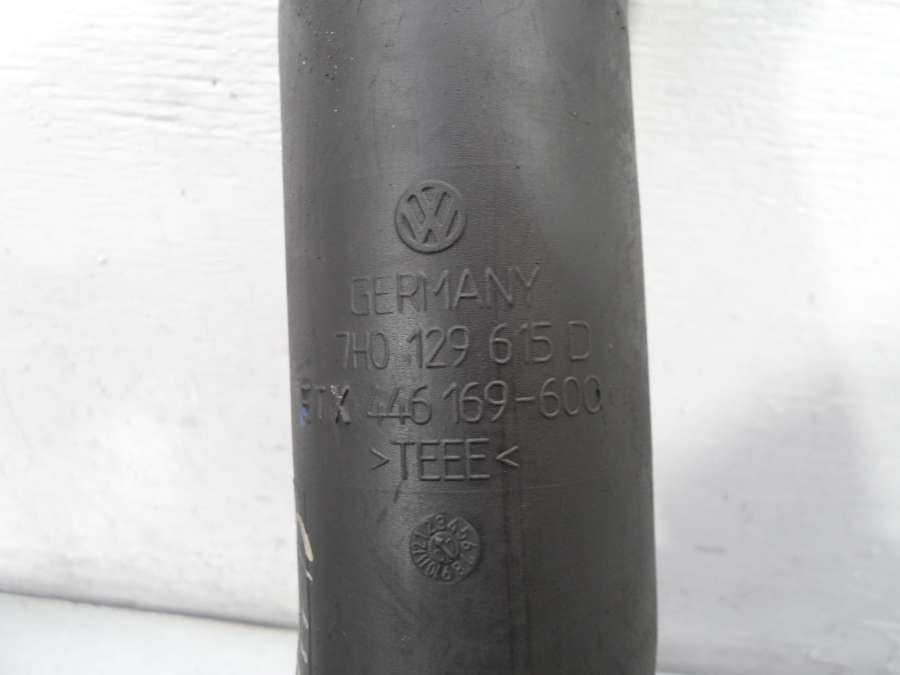 GERMANY
7H0 129 615 D
X 446 169-600
>TEEE<